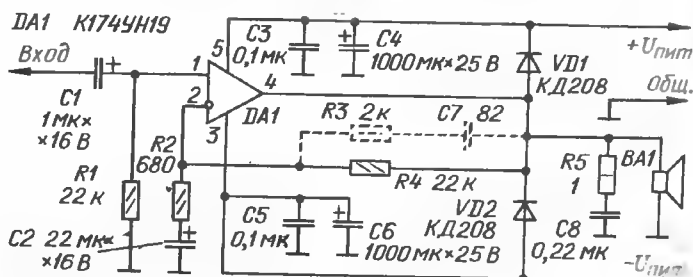 DA1 К174УН19
Вход
C1
1 мк×
×16 В
R1
22 к
R2
680
C2 22 мк×
×16 В
1
2
3
4
5
DA1
C3
0,1 мк
C4
1000 мк×25 В
R3 2 к
C7 82
R4 22 к
C5
0,1 мк
C6
1000 мк×25 В
VD1
КД208
VD2
КД208
+Uпит
Общ.
R5
1
BA1
C8
0,22 мк
-Uпит